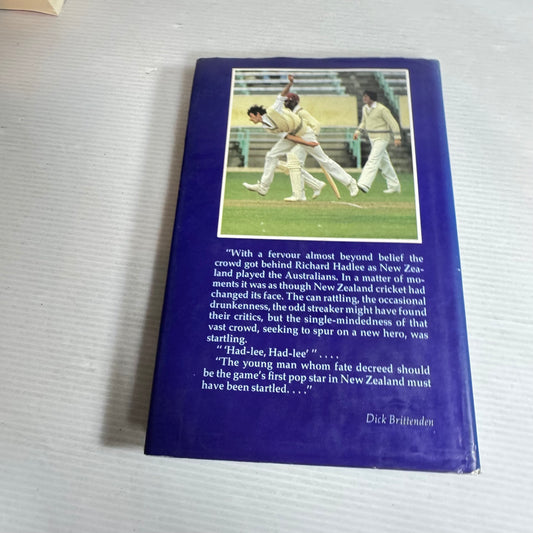 "With a fervour almost beyond belief the
crowd got behind Richard Hadlee as New Zea-
land played the Australians. In a matter of mo-
ments it was as though New Zealand cricket had
changed its face. The can rattling, the occasional
drunkenness, the odd streaker might have found
their critics, but the single-mindedness of that
vast crowd, seeking to spur on a new hero, was
startling.
" 'Had-lee, Had-lee' " . . . .
"The young man whom fate decreed should
be the game's first pop star in New Zealand must
have been startled. . . ."
Dick Brittenden